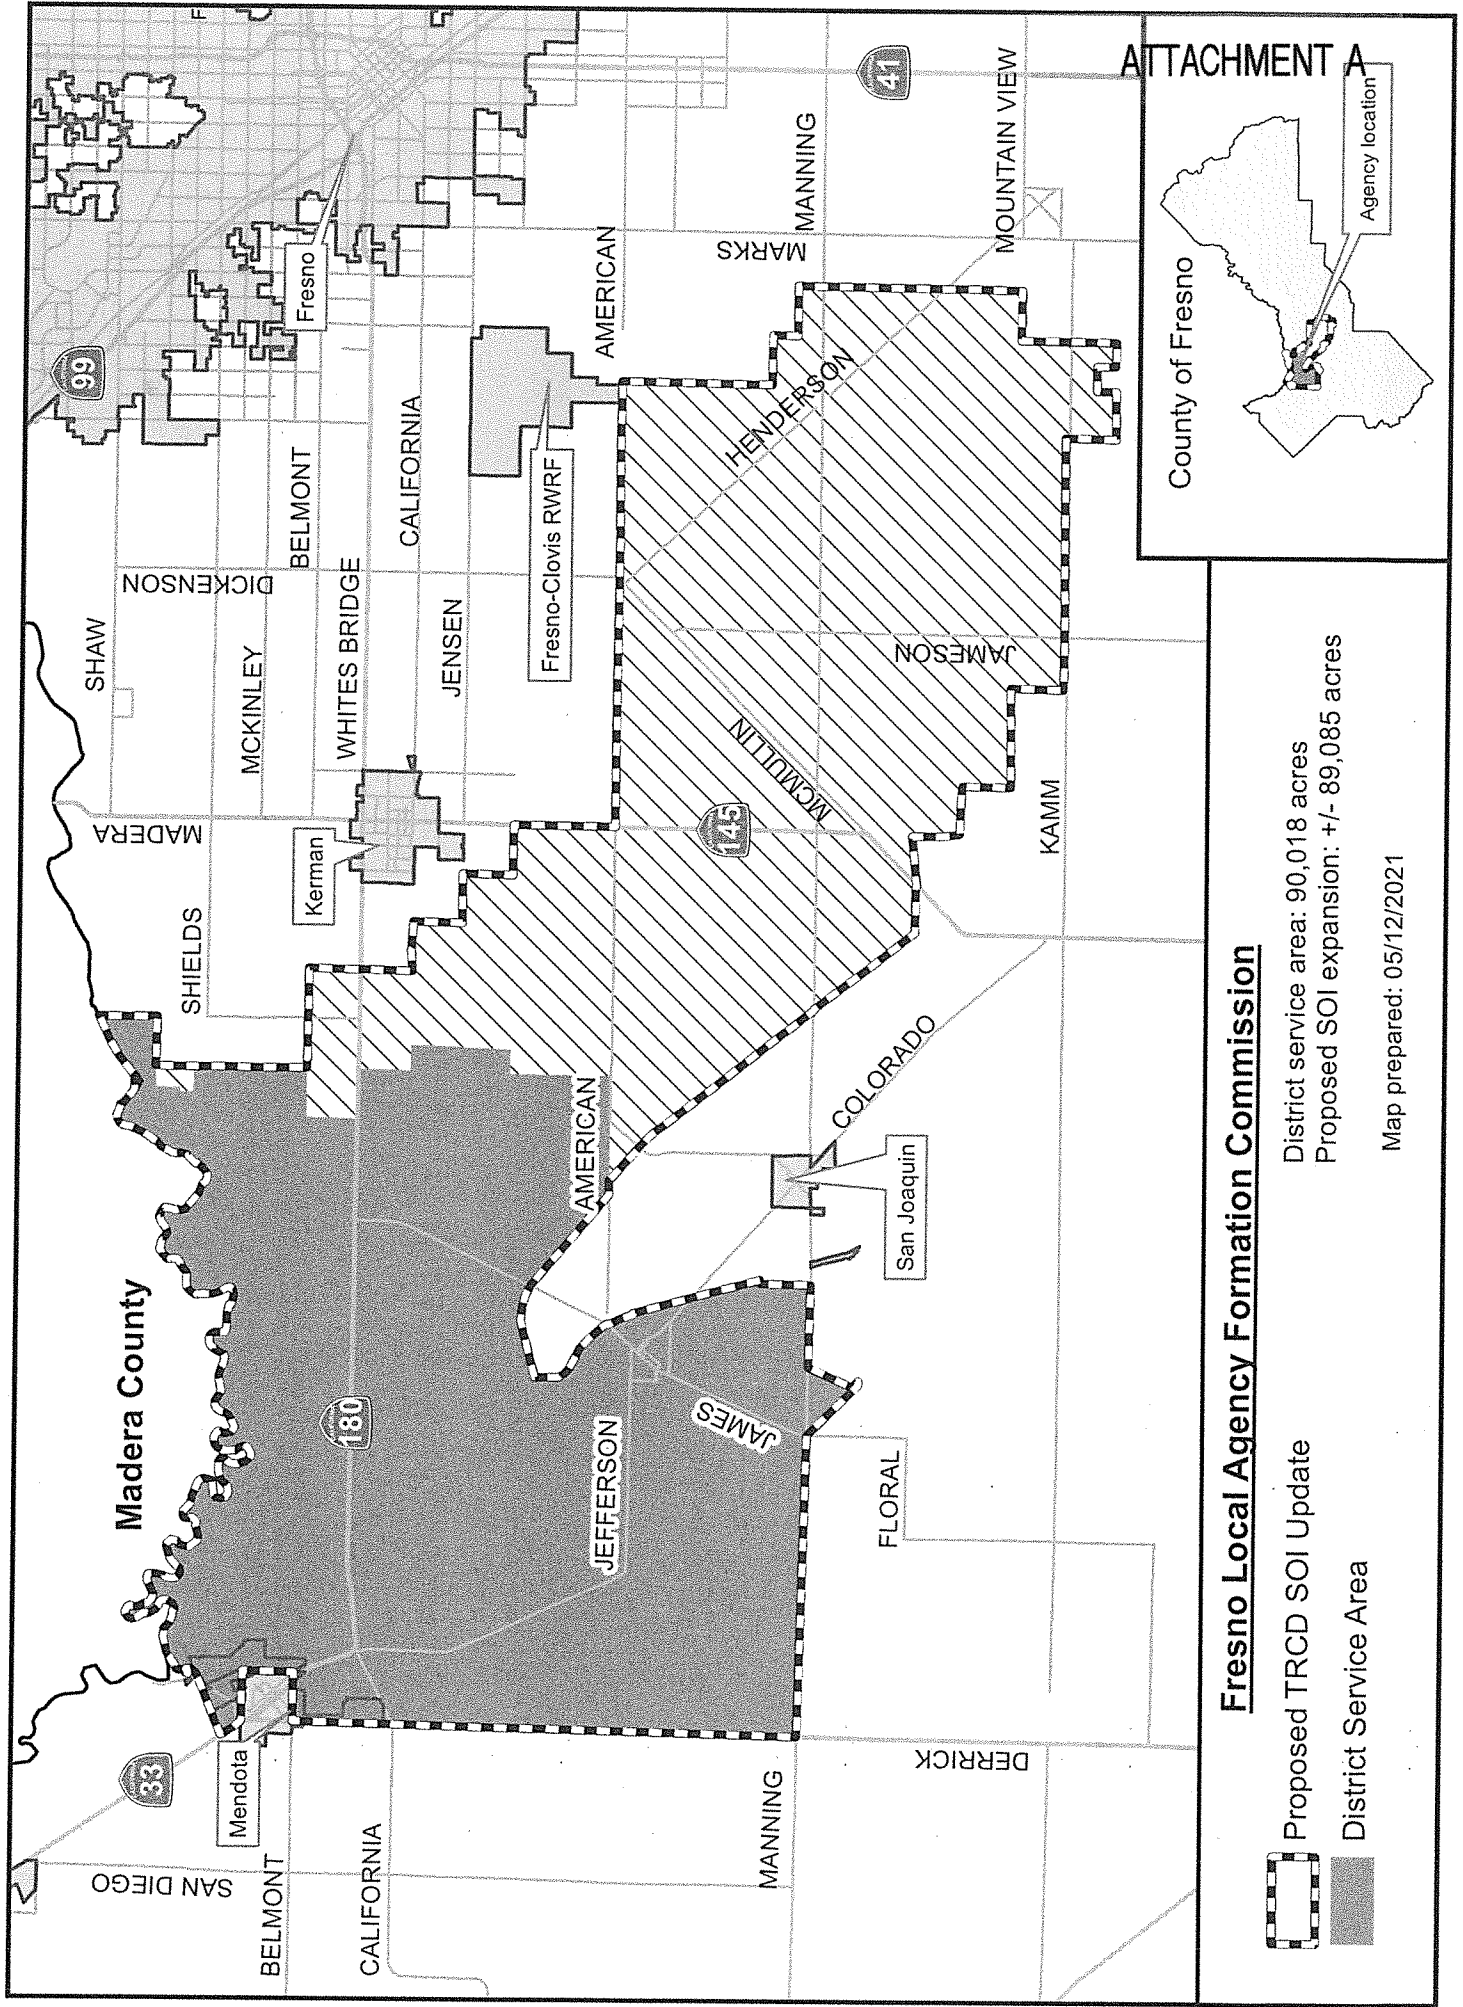 ATTACHMENT A
Madera County
33
99
180
145
41
F
SHAW
SHIELDS
MCKINLEY
BELMONT
WHITES BRIDGE
CALIFORNIA
JENSEN
AMERICAN
MANNING
MOUNTAIN VIEW
MADERA
DICKENSON
MARKS
HENDERSON
MCMULLIN
JAMESON
KAMM
COLORADO
AMERICAN
JEFFERSON
JAMES
FLORAL
DERRICK
MANNING
SAN DIEGO
BELMONT
CALIFORNIA
Mendota
Kerman
Fresno
Fresno-Clovis RWRF
San Joaquin
County of Fresno
Agency location
Fresno Local Agency Formation Commission
Proposed TRCD SOI Update
District Service Area
District service area: 90,018 acres
Proposed SOI expansion: +/- 89,085 acres
Map prepared: 05/12/2021